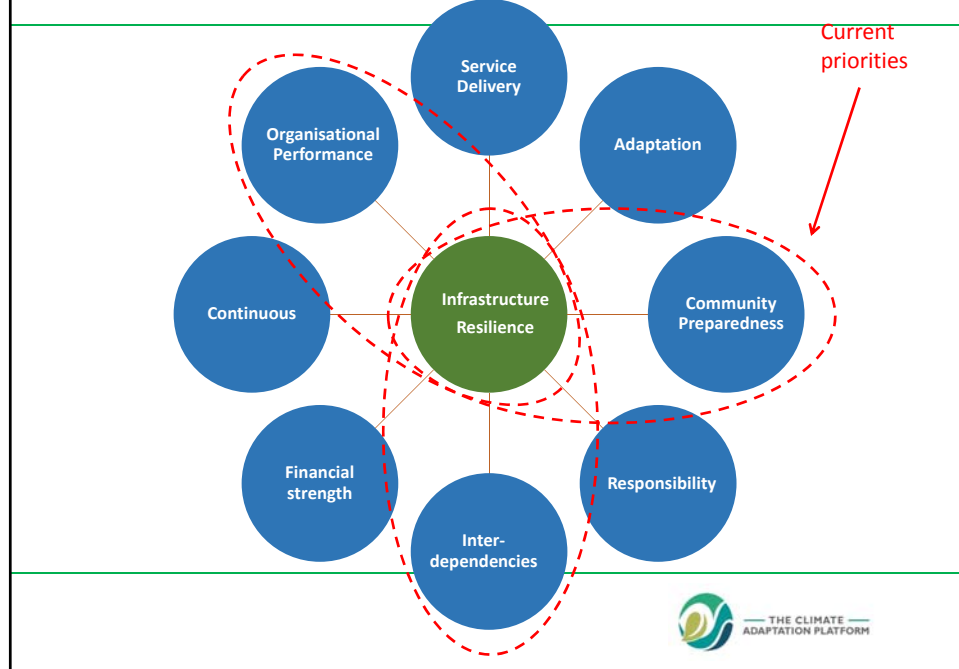 Current
priorities
Service
Delivery
Organisational
Performance
Adaptation
Continuous
Infrastructure
Resilience
Community
Preparedness
Financial
strength
Responsibility
Inter-
dependencies
THE CLIMATE
ADAPTATION PLATFORM